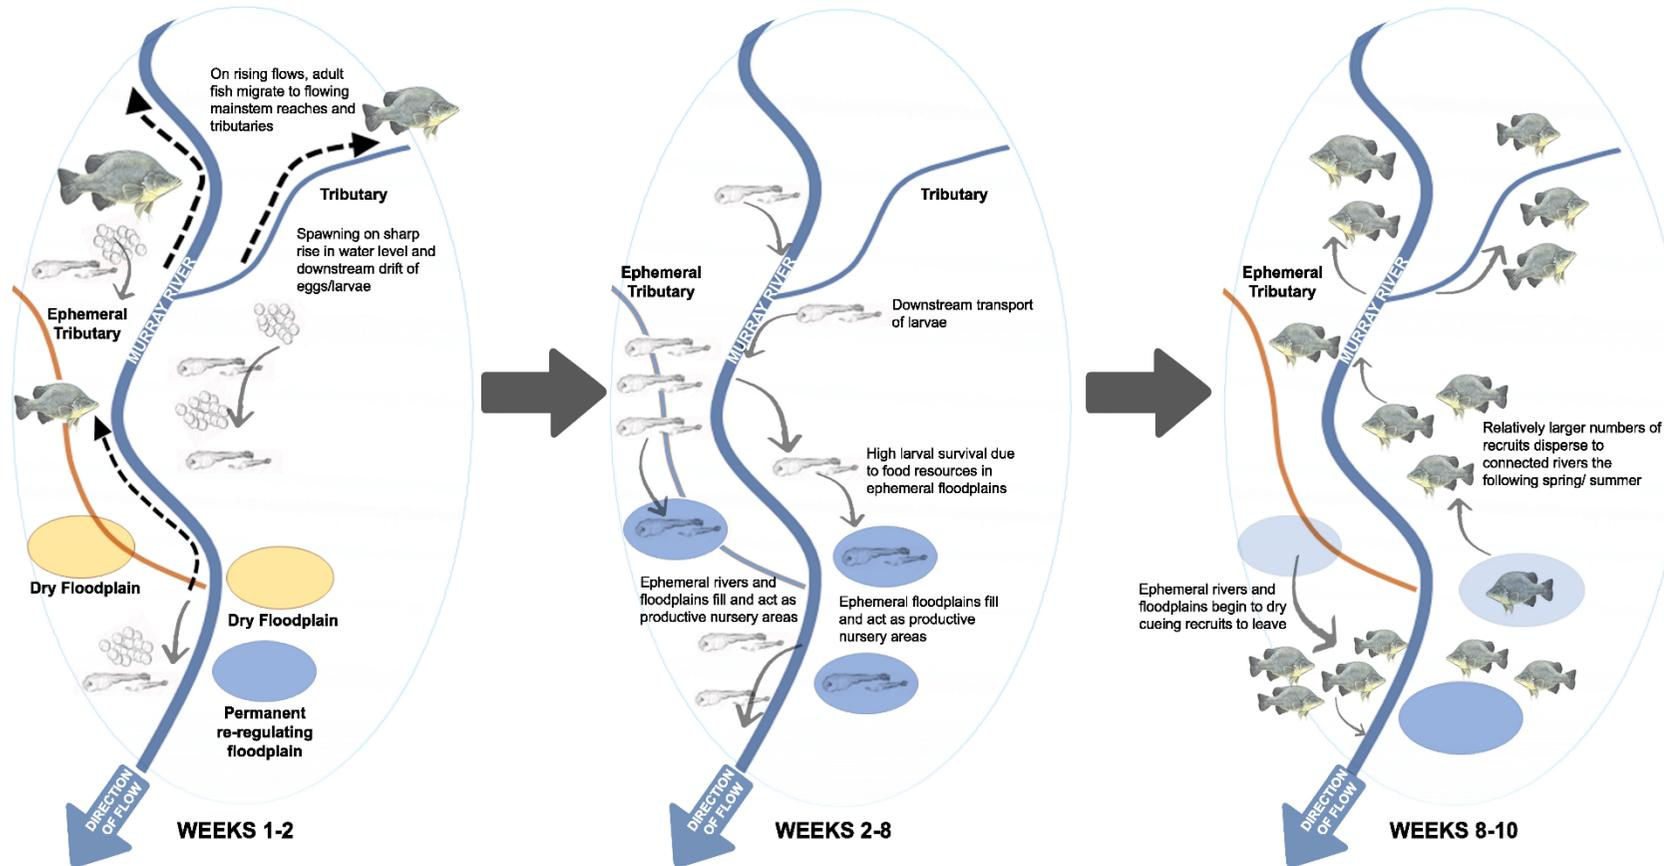 On rising flows, adult
fish migrate to flowing
mainstem reaches and
tributaries
Tributary
Spawning on sharp
rise in water level and
downstream drift of
eggs/larvae
Ephemeral
Tributary
MURRAY RIVER
Dry Floodplain
Dry Floodplain
Permanent
re-regulating
floodplain
DIRECTION
OF FLOW
WEEKS 1-2
Tributary
Ephemeral
Tributary
MURRAY RIVER
Downstream transport
of larvae
High larval survival due
to food resources in
ephemeral floodplains
Ephemeral rivers and
floodplains fill and act as
productive nursery areas
Ephemeral floodplains fill
and act as productive
nursery areas
DIRECTION
OF FLOW
WEEKS 2-8
Ephemeral
Tributary
MURRAY RIVER
Relatively larger numbers of
recruits disperse to
connected rivers the
following spring/ summer
Ephemeral rivers and
floodplains begin to dry
cueing recruits to leave
DIRECTION
OF FLOW
WEEKS 8-10